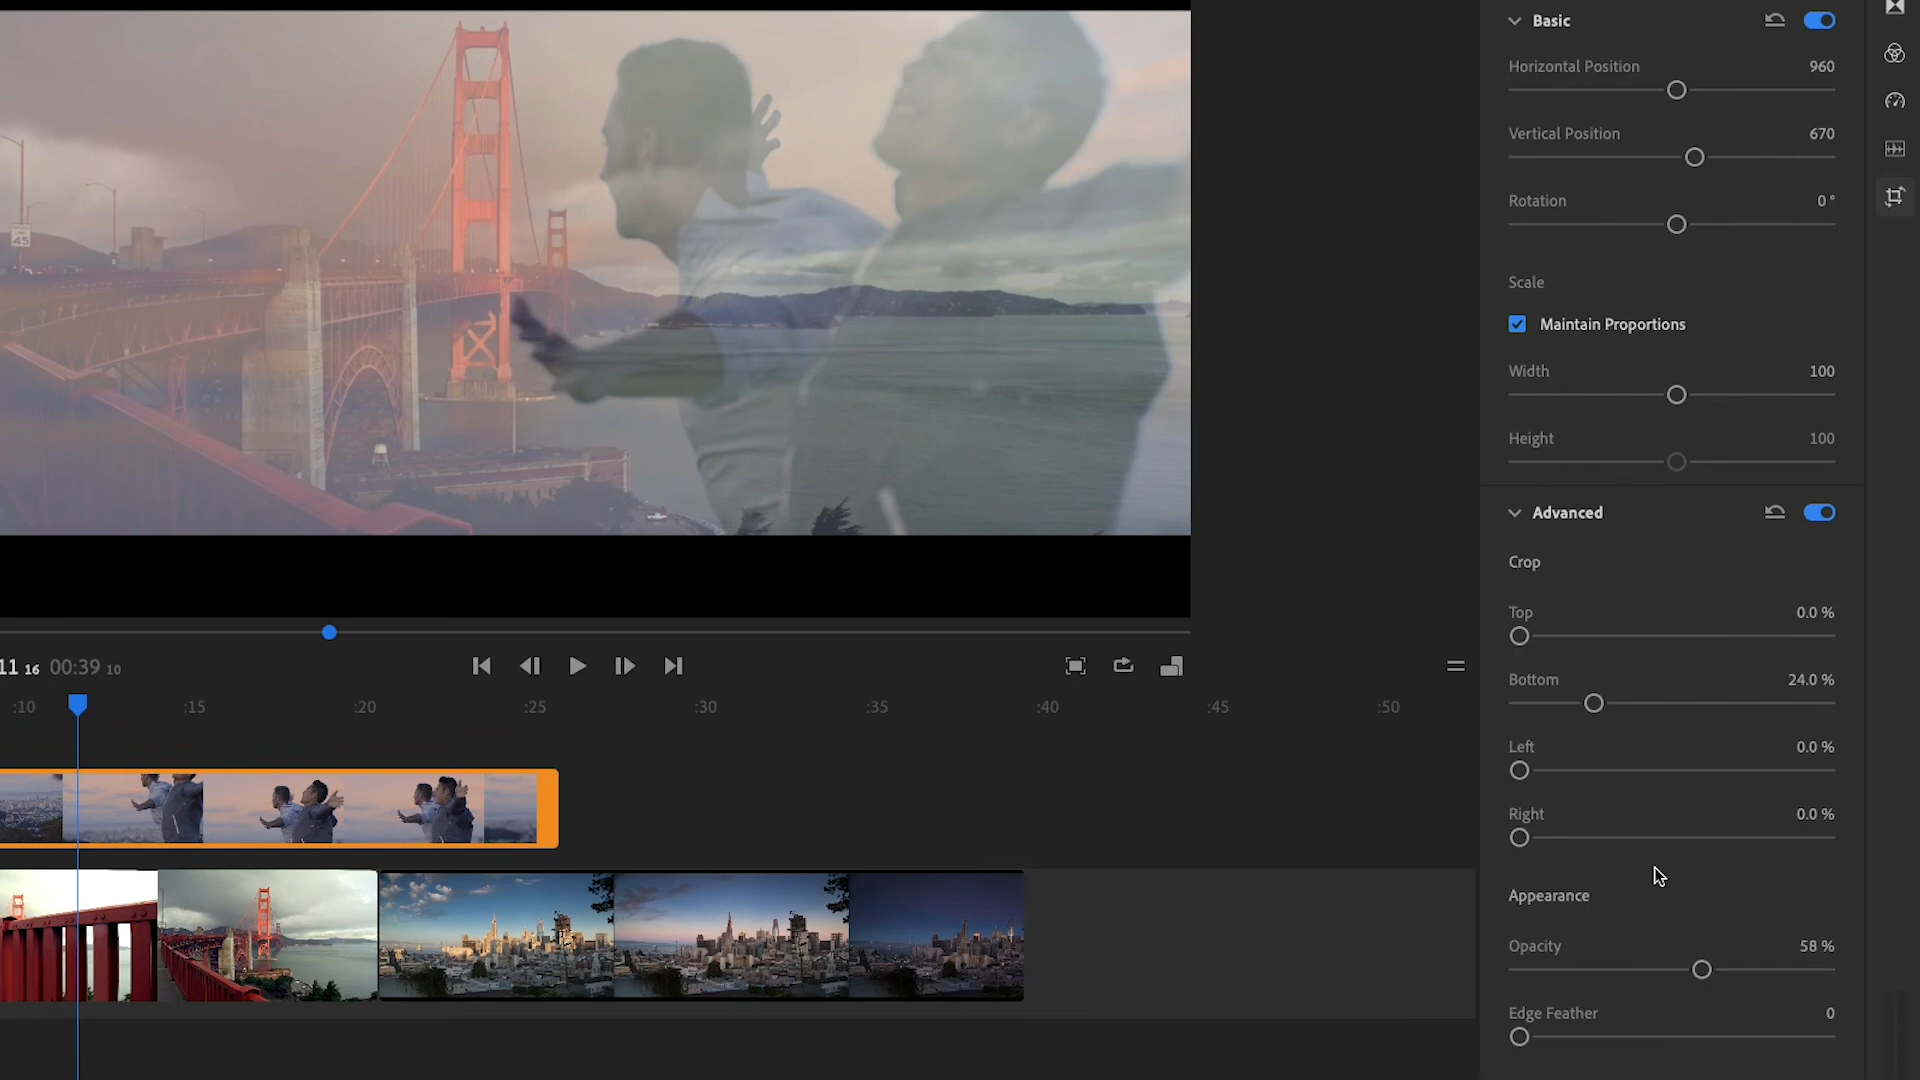 Basic
Horizontal Position 960
Vertical Position 670
Rotation 0 °
Scale
Maintain Proportions
Width 100
Height 100
Advanced
Crop
Top 0.0 %
Bottom 24.0 %
Left 0.0 %
Right 0.0 %
Appearance
Opacity 58 %
Edge Feather 0
45
11 16 00:39 10
:10 :15 :20 :25 :30 :35 :40 :45 :50